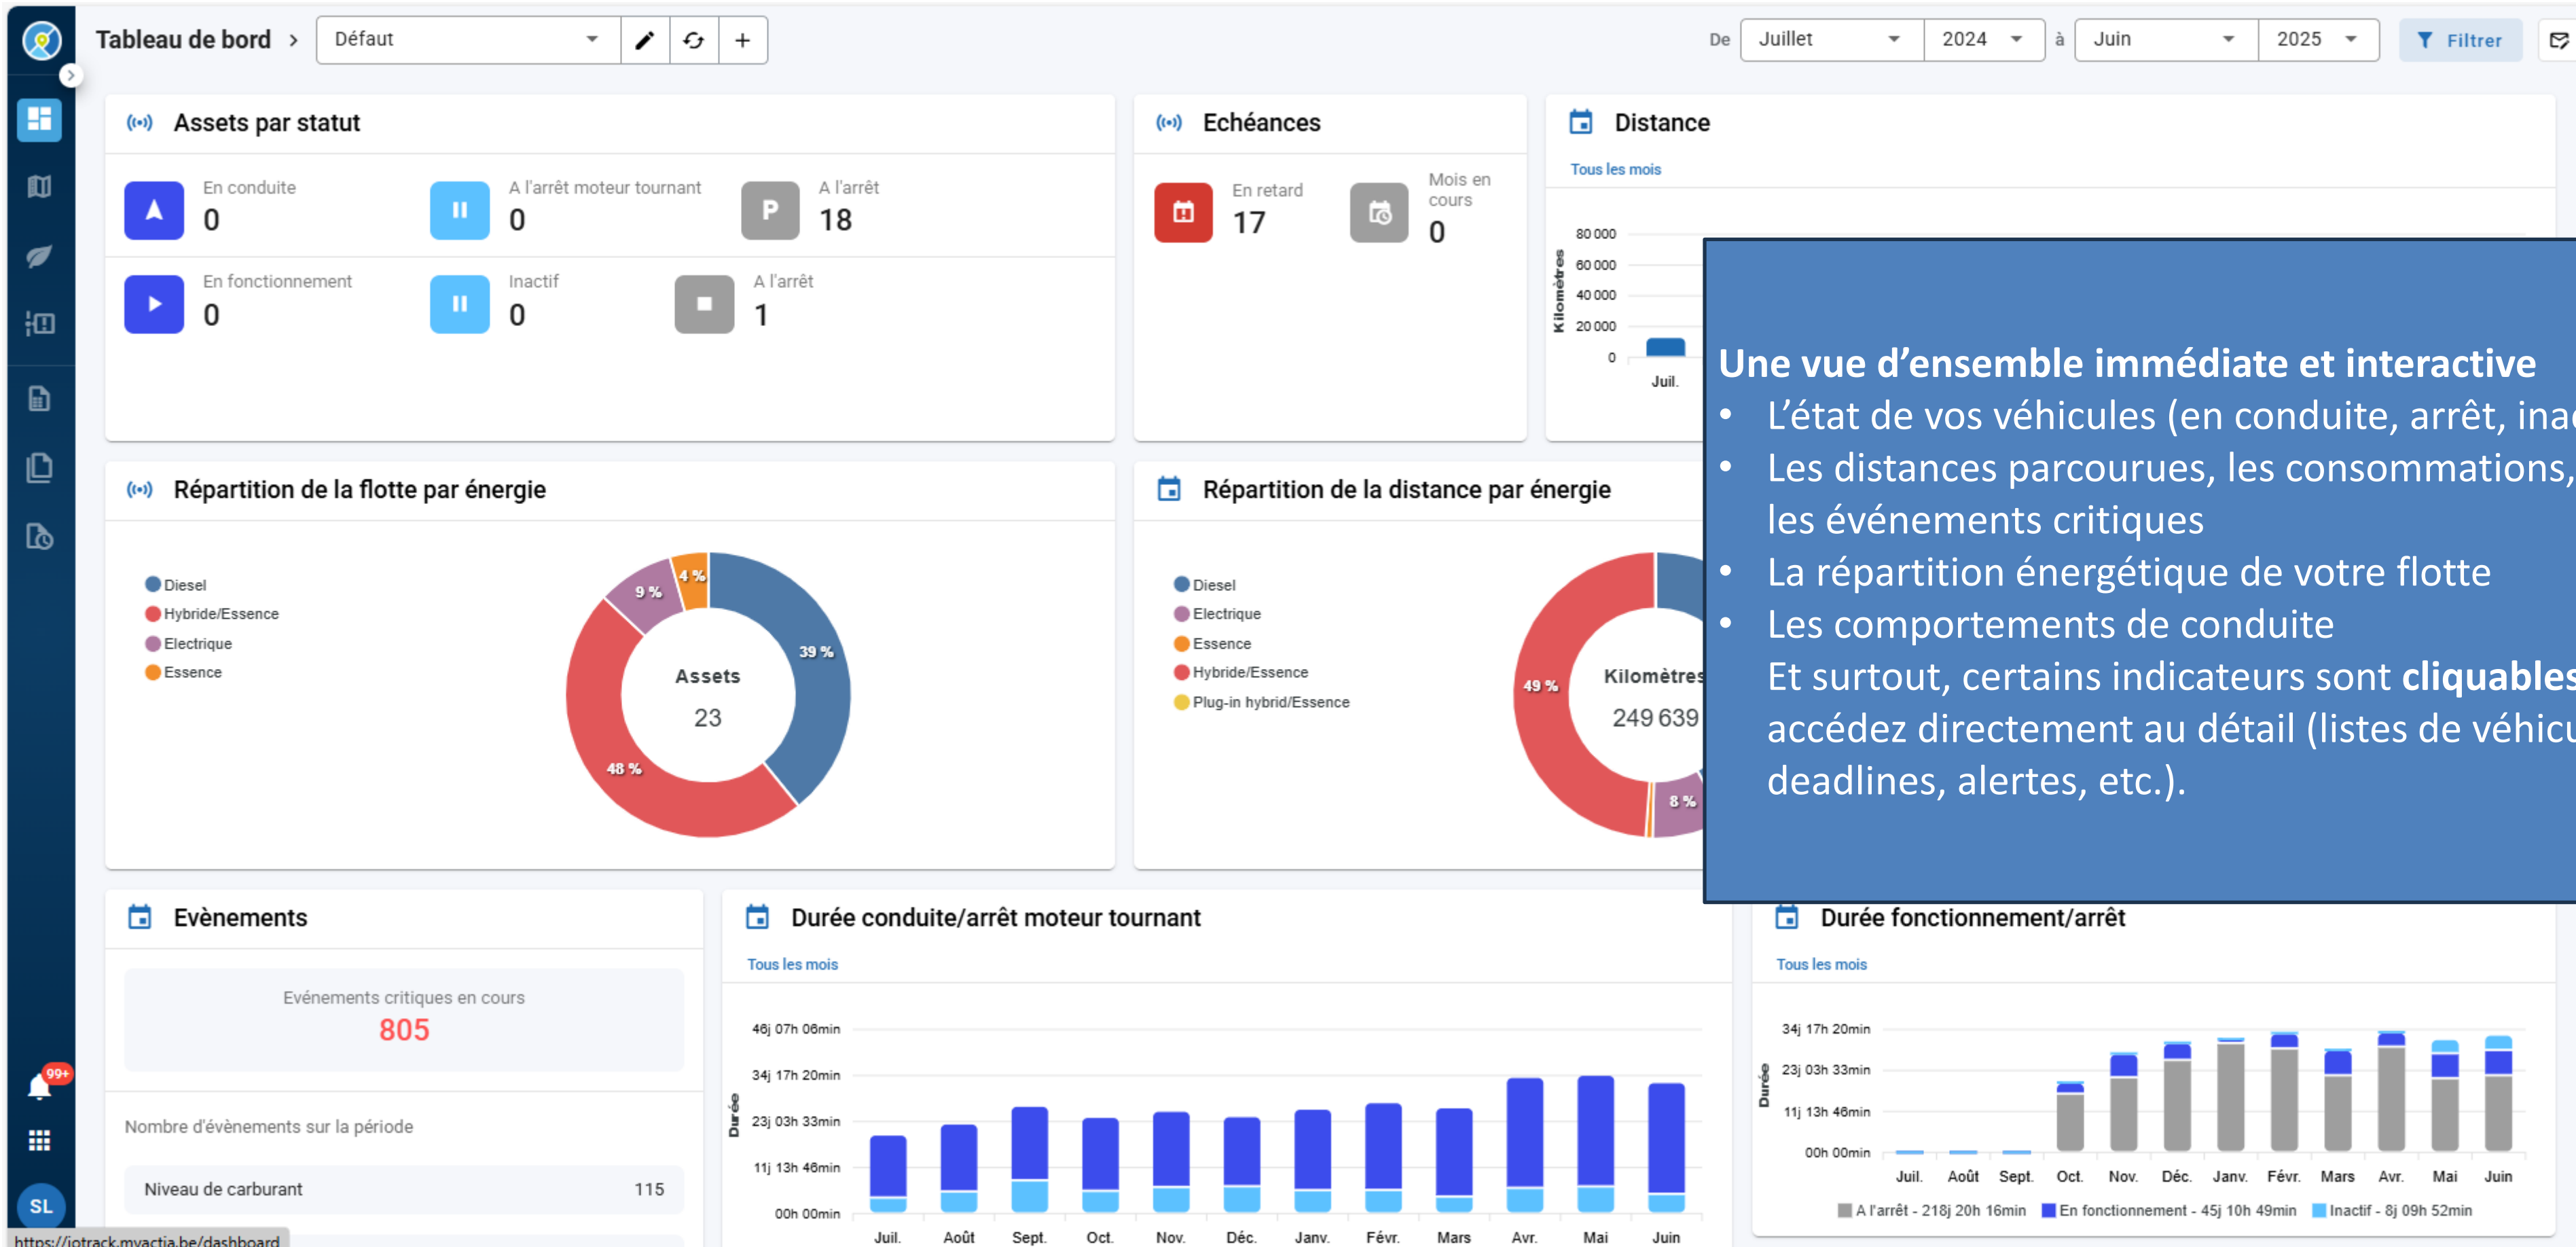 Tableau de bord > Défaut
De Juillet 2024 à Juin 2025 Filtrer
Assets par statut
En conduite
0
A l'arrêt moteur tournant
0
A l'arrêt
18
En fonctionnement
0
Inactif
0
A l'arrêt
1
Echéances
En retard
17
Mois en
cours
0
Distance
Tous les mois
Kilomètres
80 000
60 000
40 000
20 000
0
Juil.
Une vue d’ensemble immédiate et interactive
• L’état de vos véhicules (en conduite, arrêt,
• Les distances parcourues, les consommations,
les événements critiques
• La répartition énergétique de votre flotte
• Les comportements de conduite
Et surtout, certains indicateurs sont cliquables
accédez directement au détail (listes de
deadlines, alertes, etc.).
Répartition de la flotte par énergie
Diesel
Hybride/Essence
Electrique
Essence
4 %
9 %
39 %
48 %
Assets
23
Répartition de la distance par énergie
Diesel
Electrique
Essence
Hybride/Essence
Plug-in hybrid/Essence
49 %
8 %
Kilomètres
249 639
Evènements
Evénements critiques en cours
805
Nombre d'évènements sur la période
Niveau de carburant 115
Durée conduite/arrêt moteur tournant
Tous les mois
Durée
46j 07h 06min
34j 17h 20min
23j 03h 33min
11j 13h 46min
00h 00min
Juil. Août Sept. Oct. Nov. Déc. Janv. Févr. Mars Avr. Mai Juin
Durée fonctionnement/arrêt
Tous les mois
Durée
34j 17h 20min
23j 03h 33min
11j 13h 46min
00h 00min
Juil. Août Sept. Oct. Nov. Déc. Janv. Févr. Mars Avr. Mai Juin
A l'arrêt - 218j 20h 16min En fonctionnement - 45j 10h 49min Inactif - 8j 09h 52min
99+
SL
https://iotrack.myactia.be/dashboard